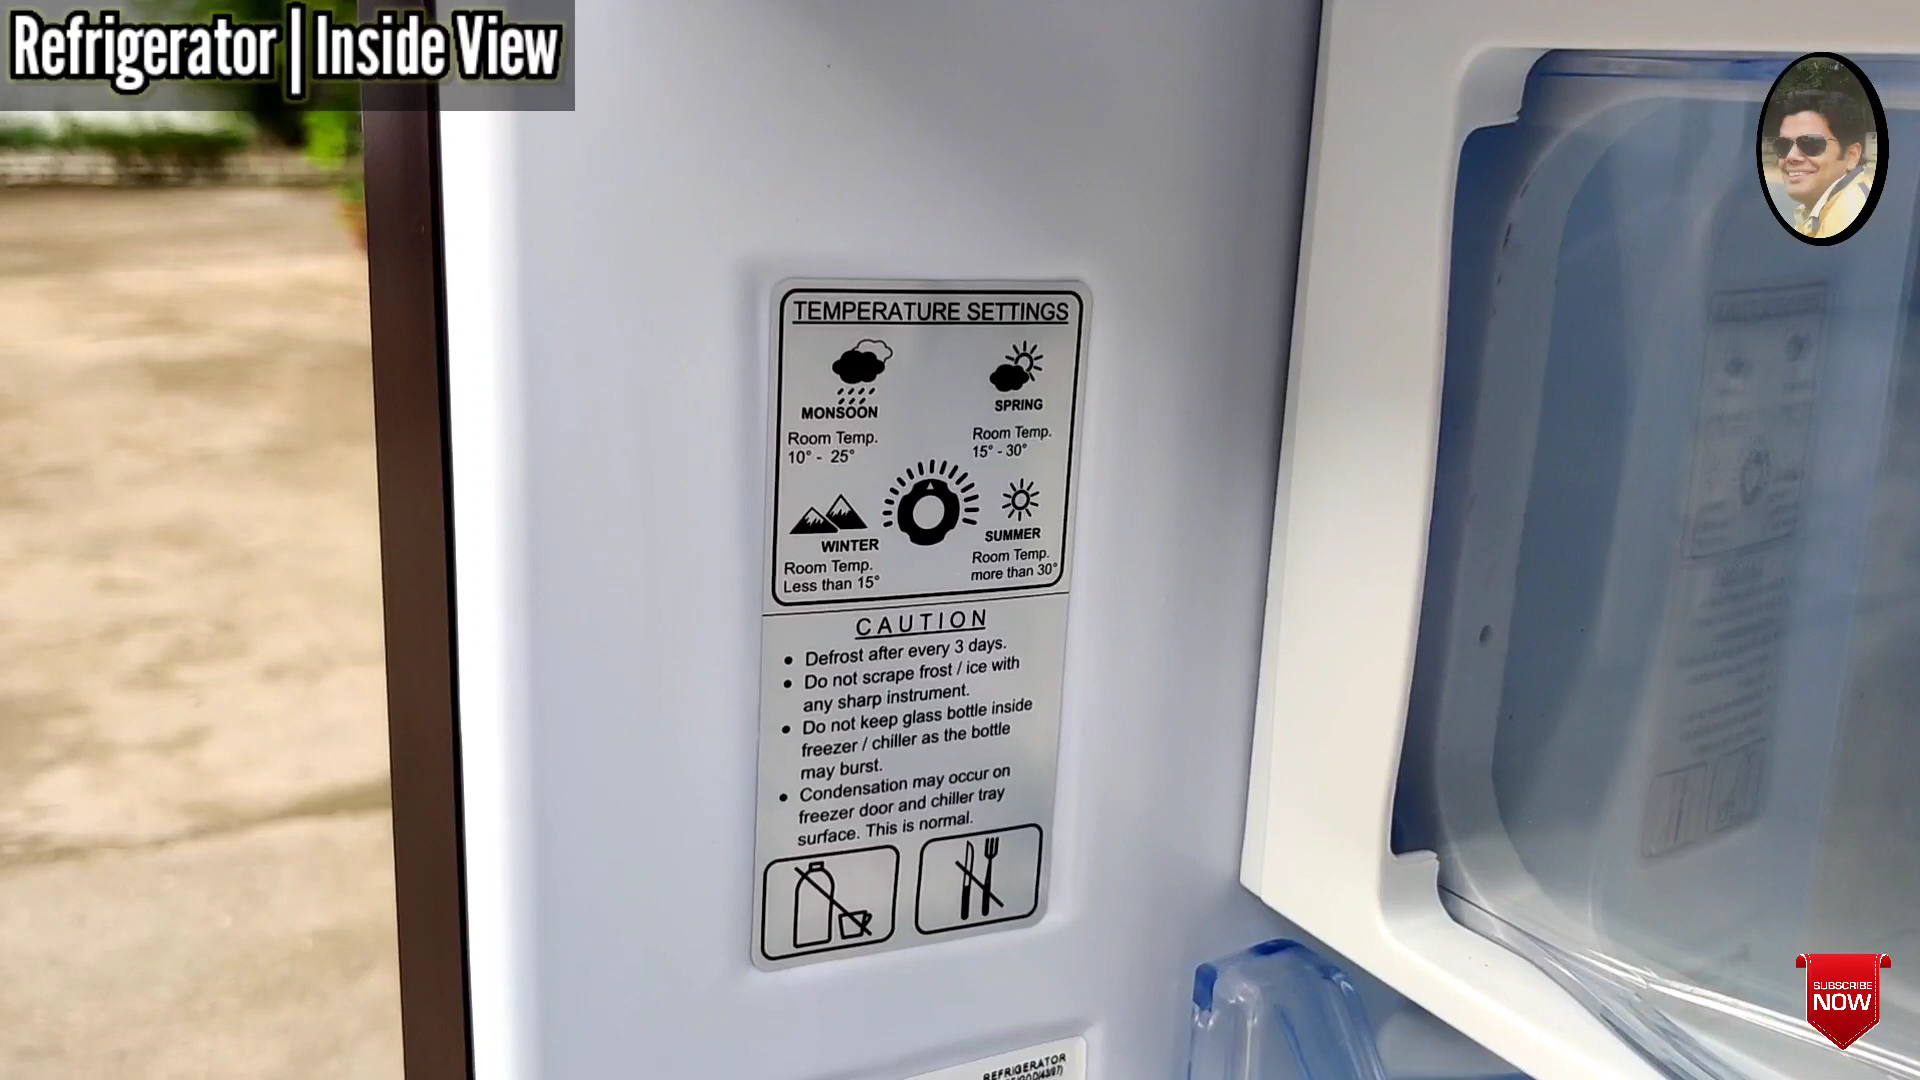 Refrigerator | Inside View
TEMPERATURE SETTINGS
MONSOON
Room Temp.
10° - 25°
SPRING
Room Temp.
15° - 30°
WINTER
Room Temp.
Less than 15°
SUMMER
Room Temp.
more than 30°
CAUTION
• Defrost after every 3 days.
• Do not scrape frost / ice with
any sharp instrument.
• Do not keep glass bottle inside
freezer / chiller as the bottle
may burst.
• Condensation may occur on
freezer door and chiller tray
surface. This is normal.
REFRIGERATOR
SUBSCRIBE
NOW